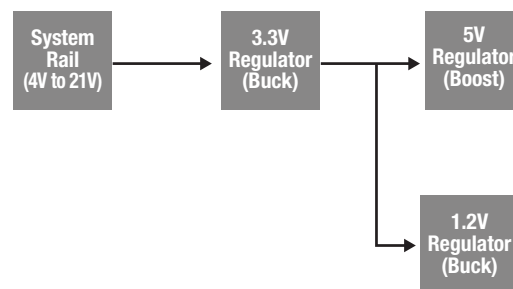 System
Rail
(4V to 21V)
3.3V
Regulator
(Buck)
5V
Regulator
(Boost)
1.2V
Regulator
(Buck)